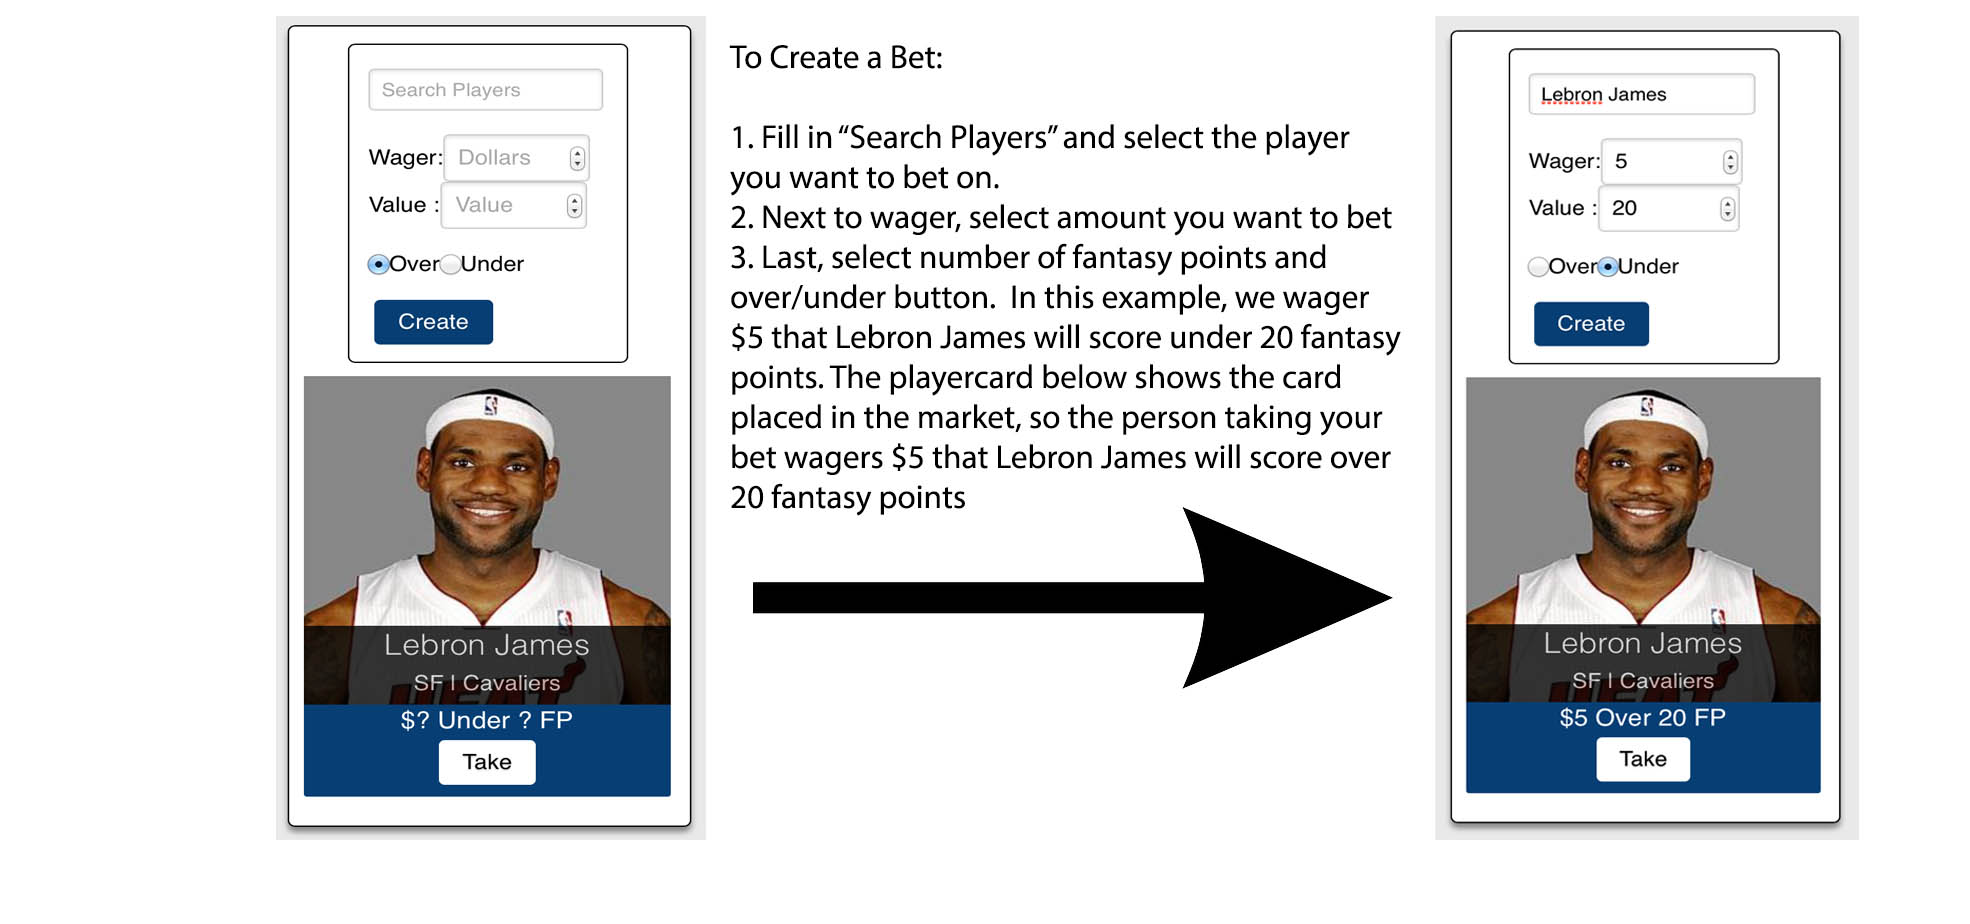 Search Players
Wager: Dollars
Value : Value
Over Under
Create
Lebron James
SF | Cavaliers
$? Under ? FP
Take
To Create a Bet:
1. Fill in “Search Players” and select the player
you want to bet on.
2. Next to wager, select amount you want to bet
3. Last, select number of fantasy points and
over/under button.  In this example, we wager
$5 that Lebron James will score under 20 fantasy
points. The playercard below shows the card
placed in the market, so the person taking your
bet wagers $5 that Lebron James will score over
20 fantasy points
Lebron James
Wager: 5
Value : 20
Over Under
Create
Lebron James
SF | Cavaliers
$5 Over 20 FP
Take